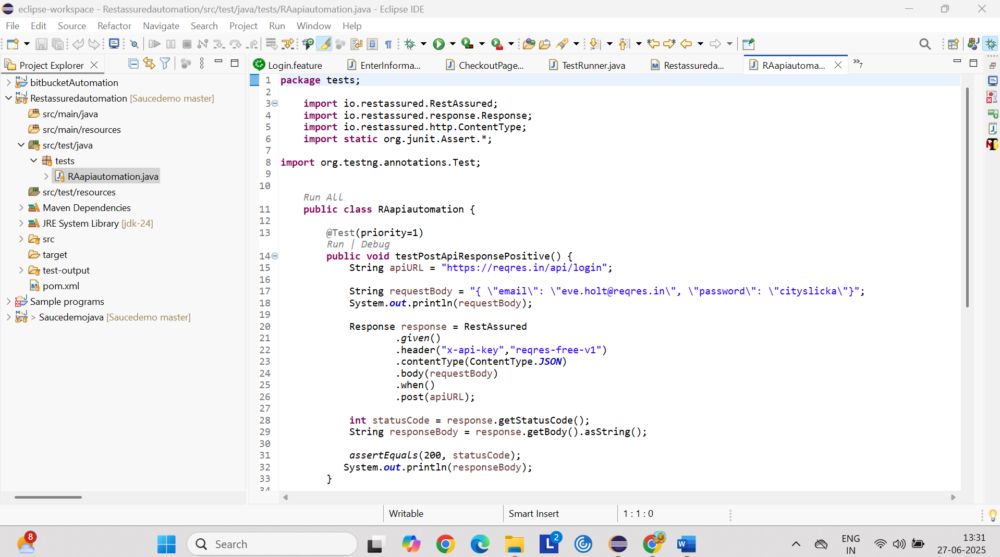 eclipse-workspace - Restassuredautomation/src/test/java/tests/RAapiautomation.java - Eclipse IDE
File Edit Source Refactor Navigate Search Project Run Window Help
Project Explorer
Login.feature EnterInforma... CheckoutPage... TestRunner.java Restassureda... RAapiautoma... »7
bitbucketAutomation
Restassuredautomation [Saucedemo master]
src/main/java
src/main/resources
src/test/java
tests
RAapiautomation.java
src/test/resources
Maven Dependencies
JRE System Library [jdk-24]
src
target
test-output
pom.xml
Sample programs
> Saucedemojava [Saucedemo master]
1 package tests;
2
3 import io.restassured.RestAssured;
4 import io.restassured.response.Response;
5 import io.restassured.http.ContentType;
6 import static org.junit.Assert.*;
7
8 import org.testng.annotations.Test;
9
10
Run All
11 public class RAapiautomation {
12
13 @Test(priority=1)
Run | Debug
14 public void testPostApiResponsePositive() {
15 String apiURL = "https://reqres.in/api/login";
16
17 String requestBody = "{ \"email\": \"eve.holt@reqres.in\", \"password\": \"cityslicka\"}";
18 System.out.println(requestBody);
19
20 Response response = RestAssured
21 .given()
22 .header("x-api-key","reqres-free-v1")
23 .contentType(ContentType.JSON)
24 .body(requestBody)
25 .when()
26 .post(apiURL);
27
28 int statusCode = response.getStatusCode();
29 String responseBody = response.getBody().asString();
30
31 assertEquals(200, statusCode);
32 System.out.println(responseBody);
33 }
34
Writable Smart Insert 1 : 1 : 0
8
Search
2
ENG
IN
13:31
27-06-2025